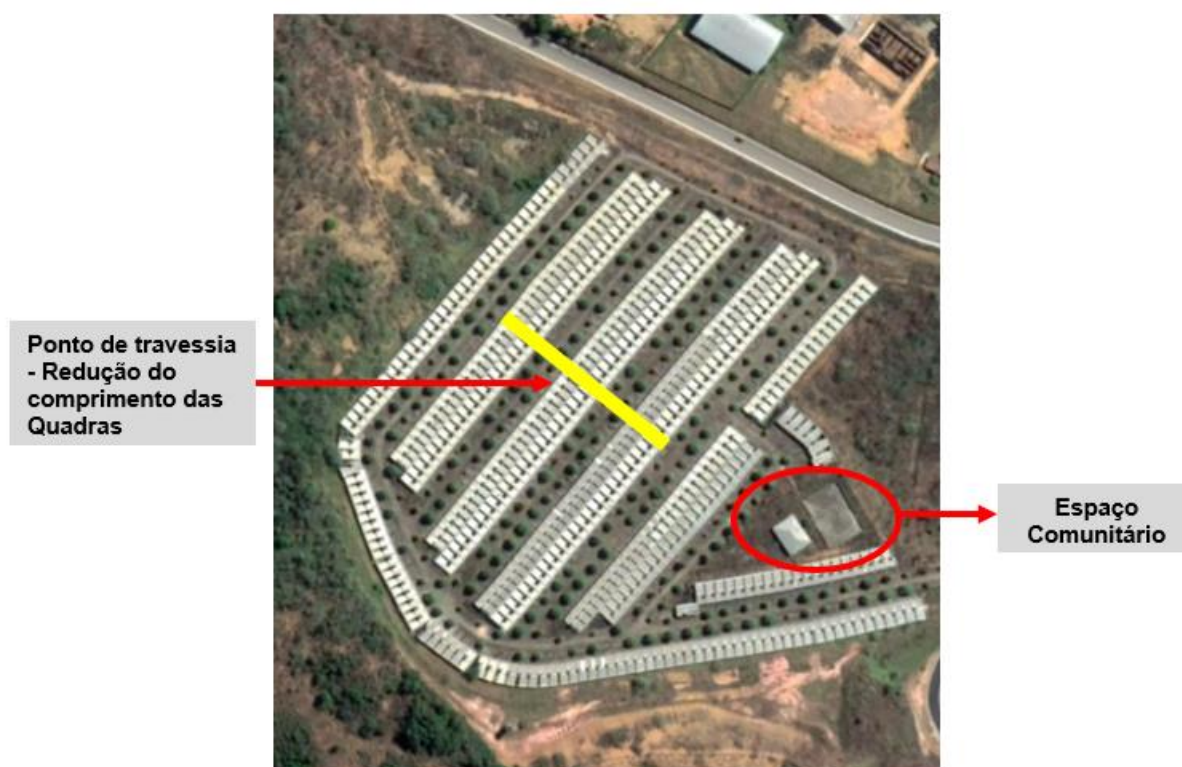 Ponto de travessia
- Redução do
comprimento das
Quadras
Espaço
Comunitário